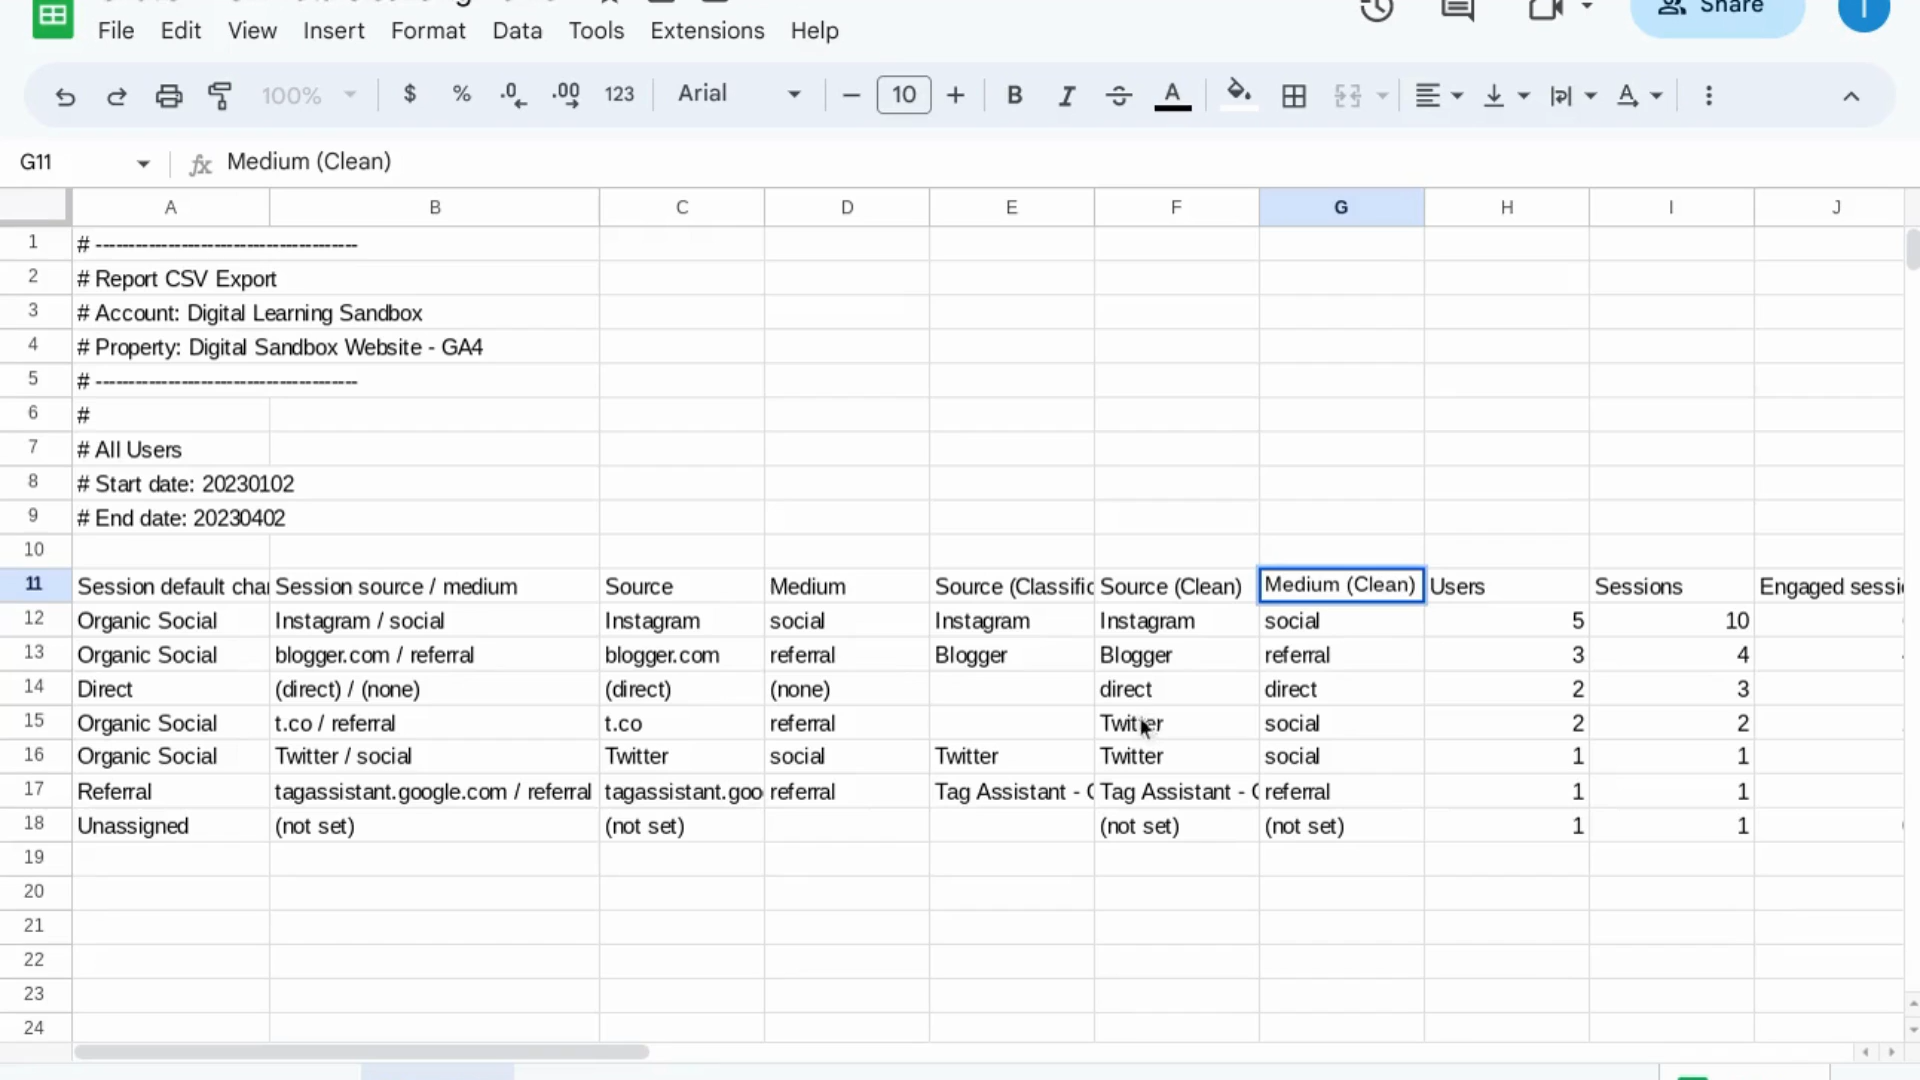 Share
File Edit View Insert Format Data Tools Extensions Help
100% $ % .0 .00 123 Arial 10 B I A
G11 Medium (Clean)
A B C D E F G H I J
1 # ----------------------------------------
2 # Report CSV Export
3 # Account: Digital Learning Sandbox
4 # Property: Digital Sandbox Website - GA4
5 # ----------------------------------------
6 #
7 # All Users
8 # Start date: 20230102
9 # End date: 20230402
10
11 Session default cha Session source / medium Source Medium Source (Classific Source (Clean) Medium (Clean) Users Sessions Engaged sessi
12 Organic Social Instagram / social Instagram social Instagram Instagram social 5 10
13 Organic Social blogger.com / referral blogger.com referral Blogger Blogger referral 3 4
14 Direct (direct) / (none) (direct) (none) direct direct 2 3
15 Organic Social t.co / referral t.co referral Twitter social 2 2
16 Organic Social Twitter / social Twitter social Twitter Twitter social 1 1
17 Referral tagassistant.google.com / referral tagassistant.goo referral Tag Assistant - Tag Assistant - referral 1 1
18 Unassigned (not set) (not set) (not set) (not set) 1 1
19
20
21
22
23
24